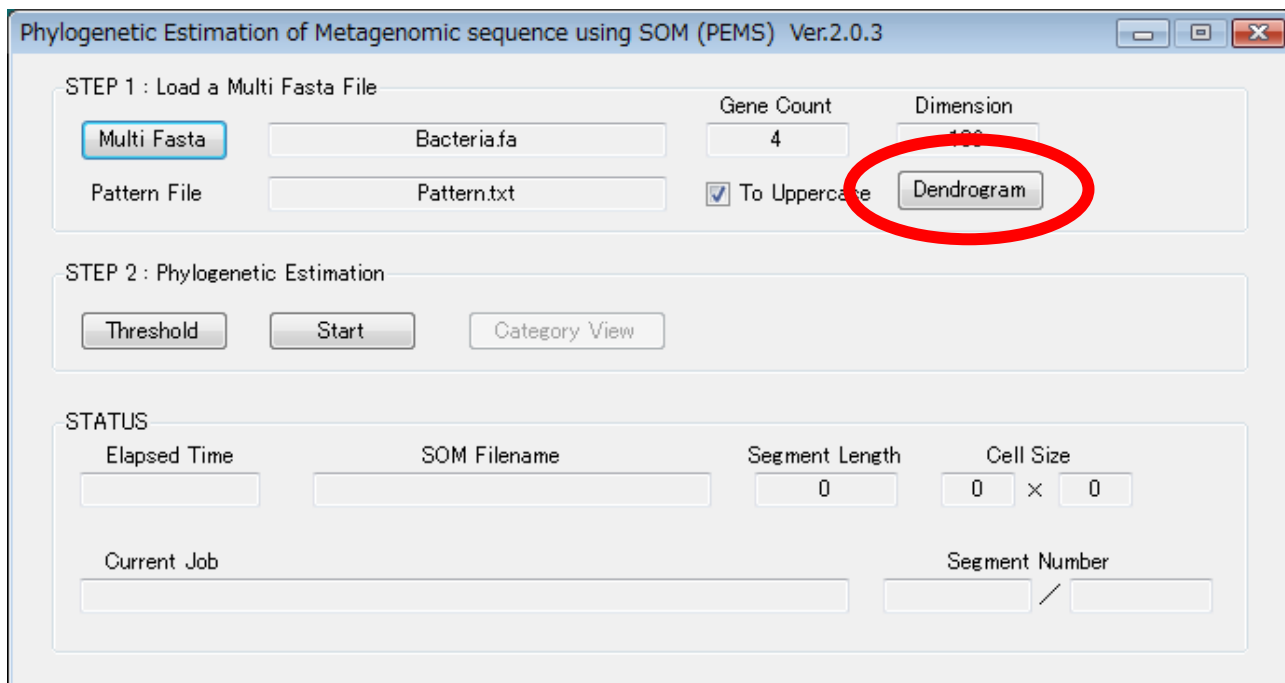 Phylogenetic Estimation of Metagenomic sequence using SOM (PEMS) Ver.2.0.3
STEP 1 : Load a Multi Fasta File
Gene Count Dimension
Multi Fasta Bacteria.fa 4 136
Pattern File Pattern.txt To Uppercase Dendrogram
STEP 2 : Phylogenetic Estimation
Threshold Start Category View
STATUS
Elapsed Time SOM Filename Segment Length Cell Size
0 0 × 0
Current Job Segment Number
/